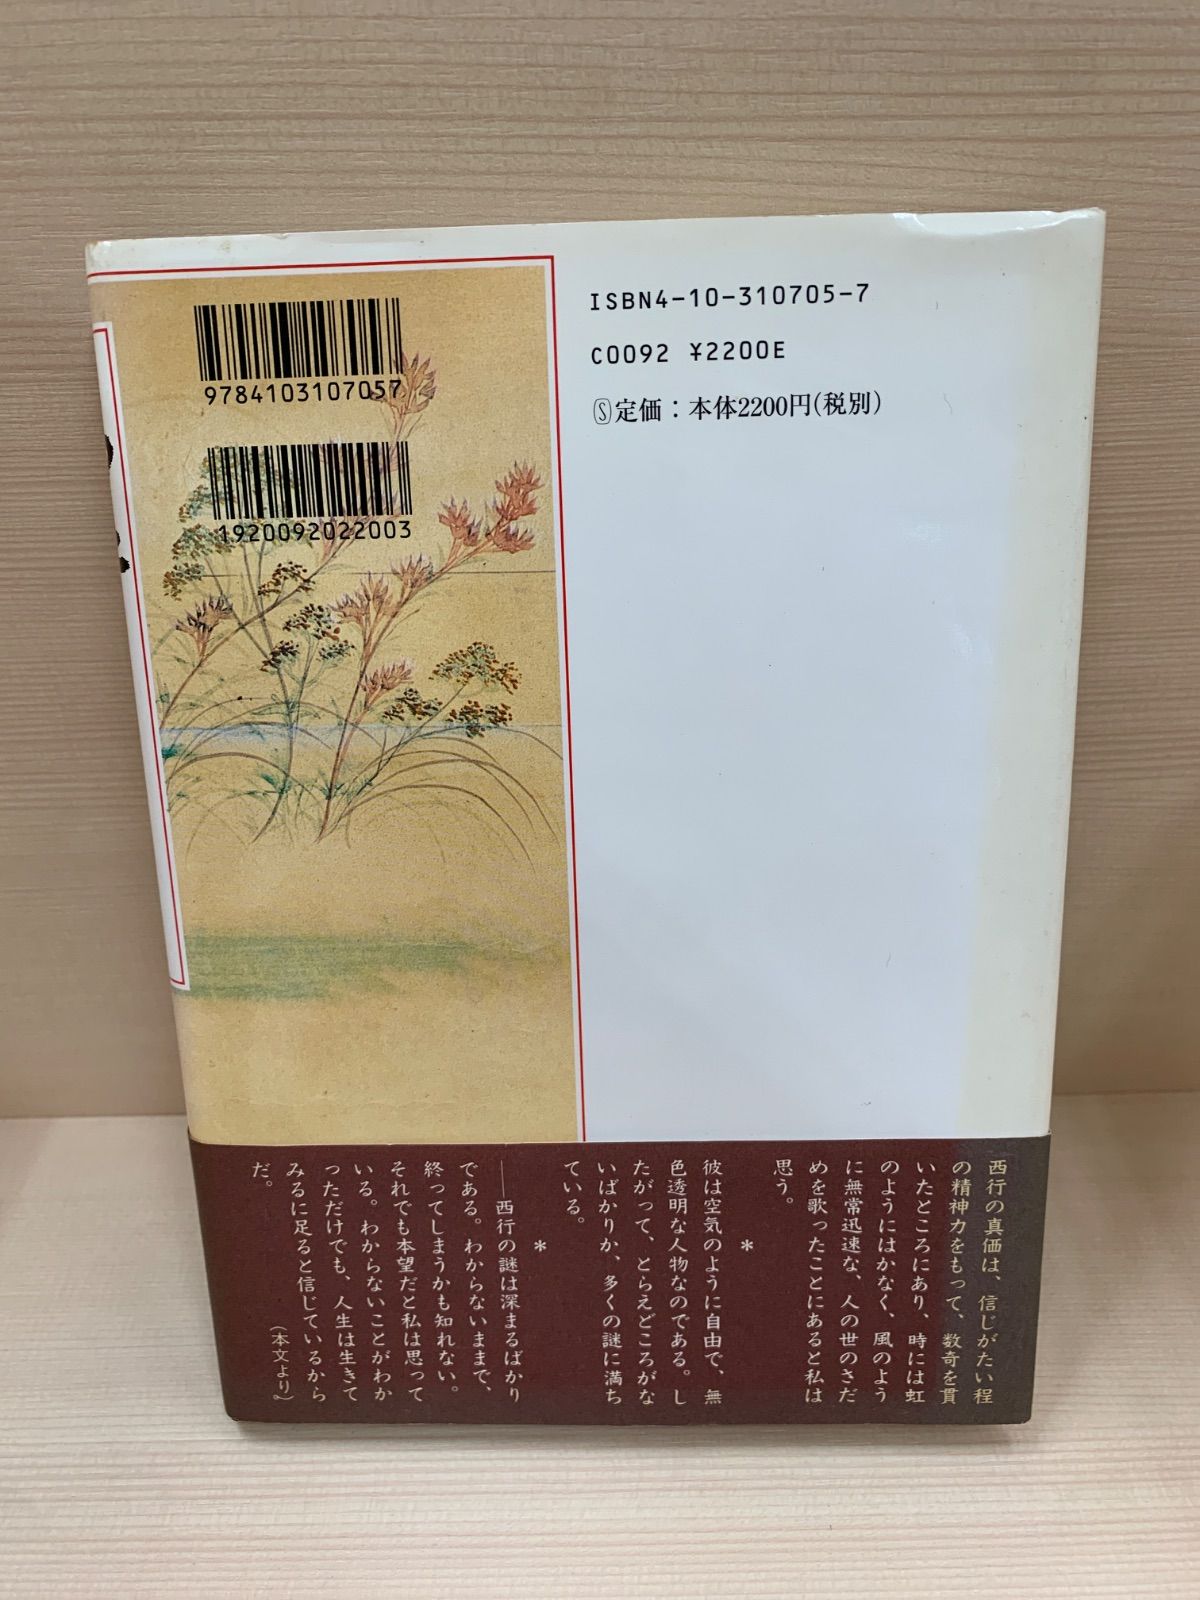 9784103107057
1920092022003
ISBN4-10-310705-7
C0092 ¥2200E
Ⓢ定価：本体2200円(税別)
西行の真価は、信じがたい程
の精神力をもって、数奇を貫
いたところにあり、時には虹
のようにはかなく、風のよう
に無常迅速な、人の世のさだ
めを歌ったことにあると私は
思う。
*
彼は空気のように自由で、無
色透明な人物なのである。し
たがって、とらえどころがな
いばかりか、多くの謎に満ち
ている。
*
──西行の謎は深まるばかり
である。わからないままで、
終ってしまうかも知れない。
それでも本望だと私は思って
いる。わからないことがわか
っただけでも、人生は生きて
みるに足ると信じているから
だ。
（本文より）